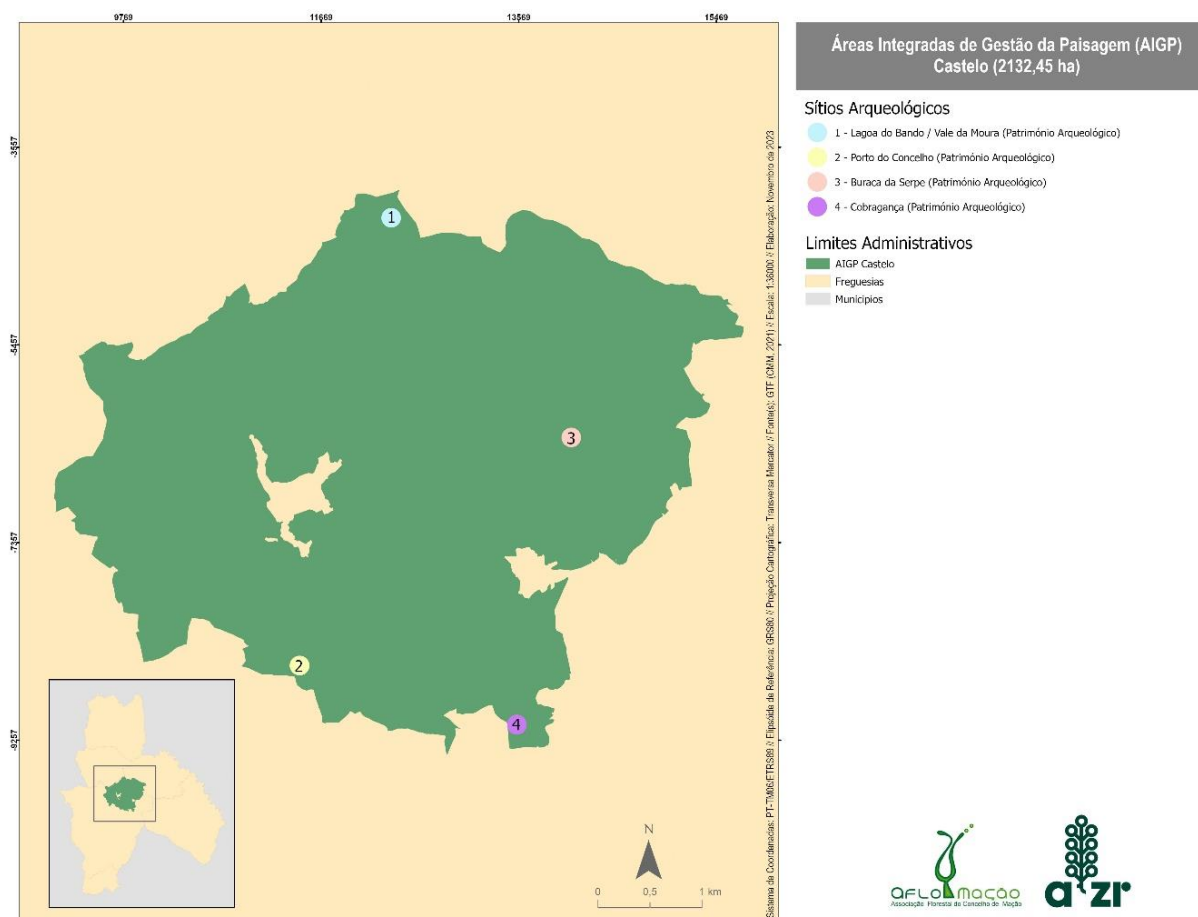 9769 11669 13569 15469
-3557
-5457
-7357
-9257
1
3
2
4
N
0 0,5 1 km
Sistema de Coordenadas: PT-TM06/ETRS89 // Elipsóide de Referência: GRS80 // Projeção Cartográfica: Transversa Mercator // Fonte(s): GTF (CMM, 2021) // Escala: 1:36000 // Elaboração: Novembro de 2023
Áreas Integradas de Gestão da Paisagem (AIGP)
Castelo (2132,45 ha)
Sítios Arqueológicos
1 - Lagoa do Bando / Vale da Moura (Património Arqueológico)
2 - Porto do Concelho (Património Arqueológico)
3 - Buraca da Serpe (Património Arqueológico)
4 - Cobragança (Património Arqueológico)
Limites Administrativos
AIGP Castelo
Freguesias
Municípios
aflomação
Associação Florestal do Concelho de Mação
aizr